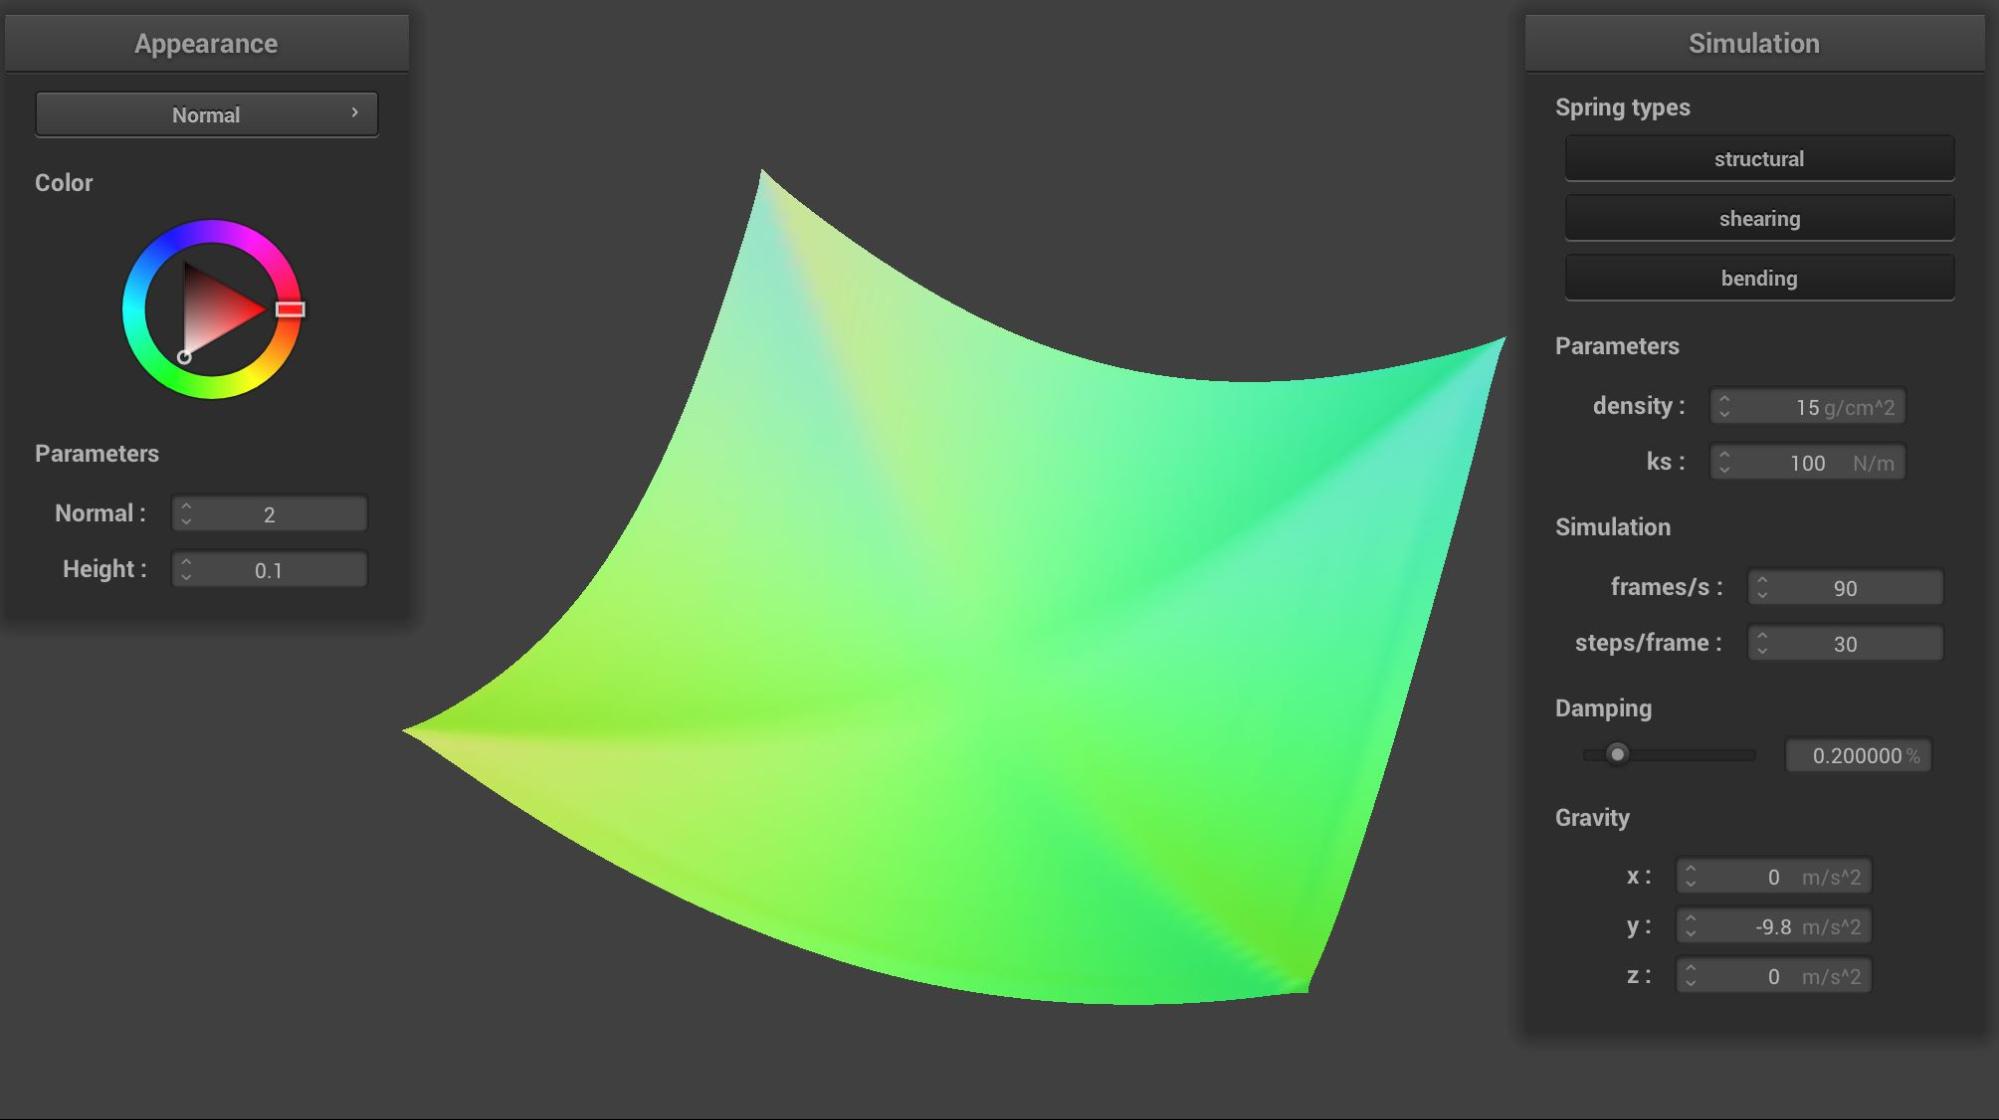 Appearance
Normal
Color
Parameters
Normal : 2
Height : 0.1
Simulation
Spring types
structural
shearing
bending
Parameters
density : 15 g/cm^2
ks : 100 N/m
Simulation
frames/s : 90
steps/frame : 30
Damping
0.200000 %
Gravity
x : 0 m/s^2
y : -9.8 m/s^2
z : 0 m/s^2